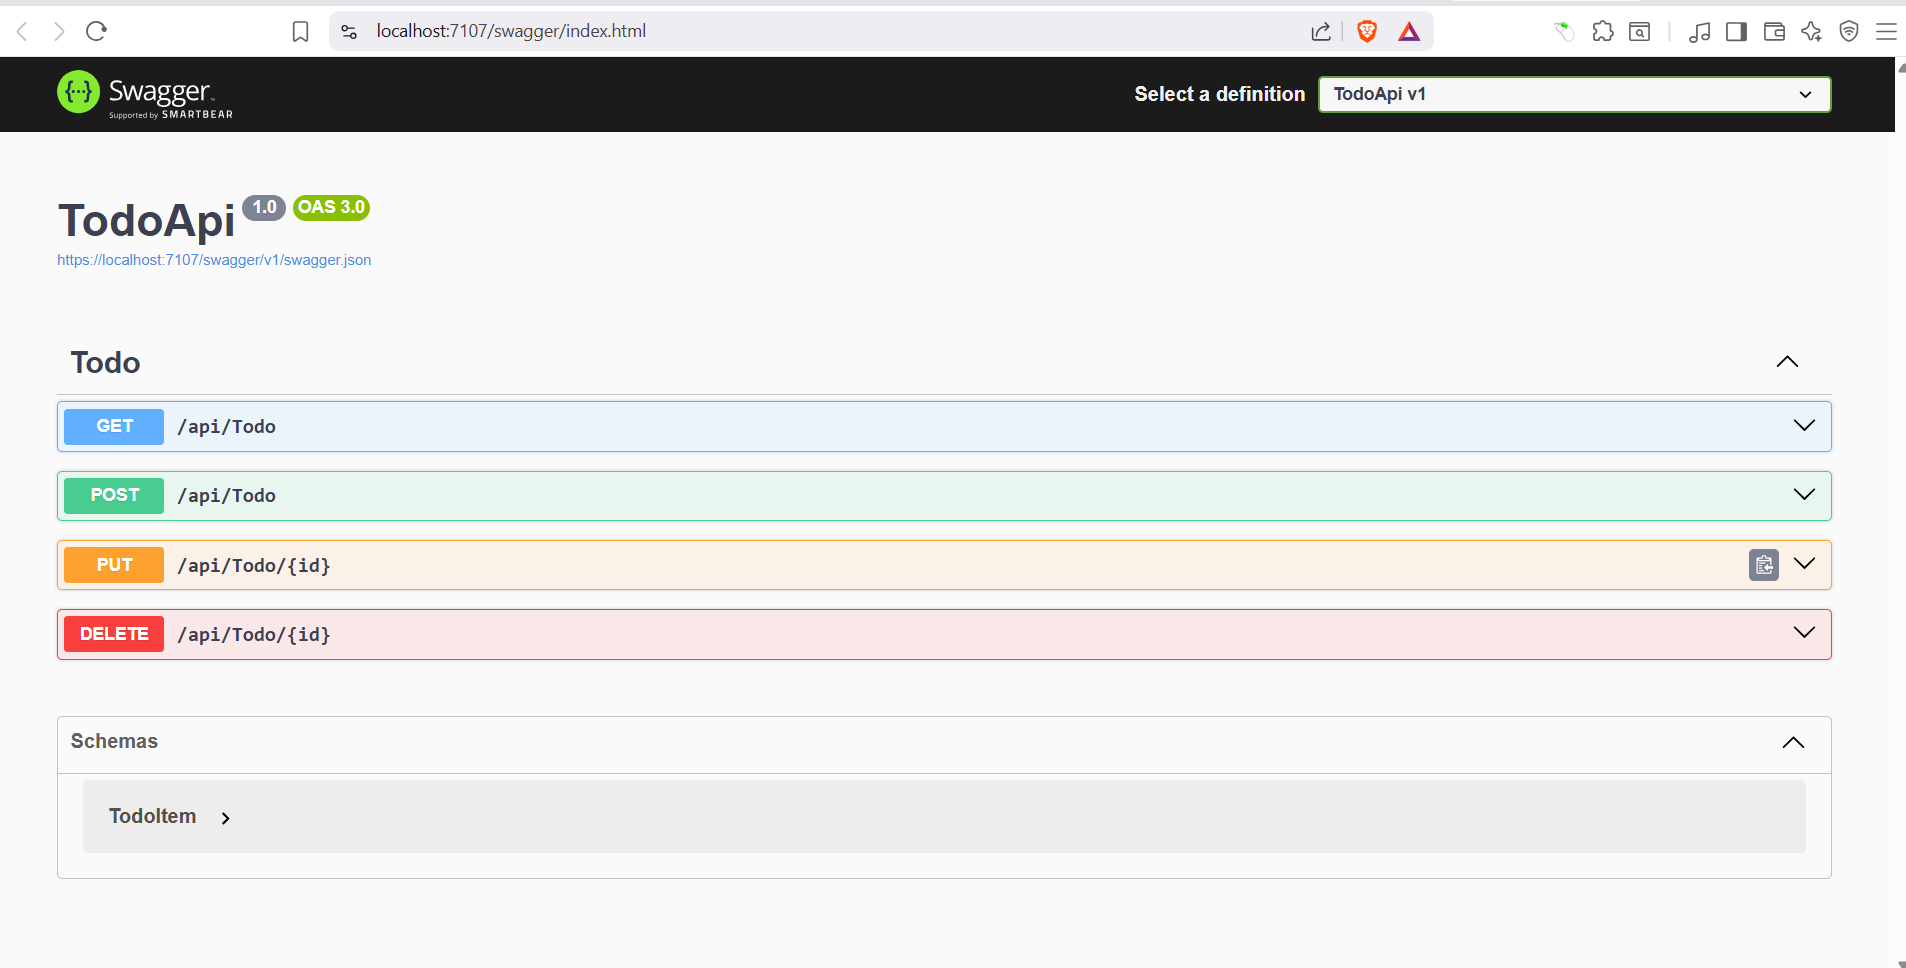 localhost:7107/swagger/index.html
{···} Swagger™
Supported by SMARTBEAR
Select a definition
TodoApi v1
TodoApi 1.0 OAS 3.0
https://localhost:7107/swagger/v1/swagger.json
Todo
GET /api/Todo
POST /api/Todo
PUT /api/Todo/{id}
DELETE /api/Todo/{id}
Schemas
TodoItem